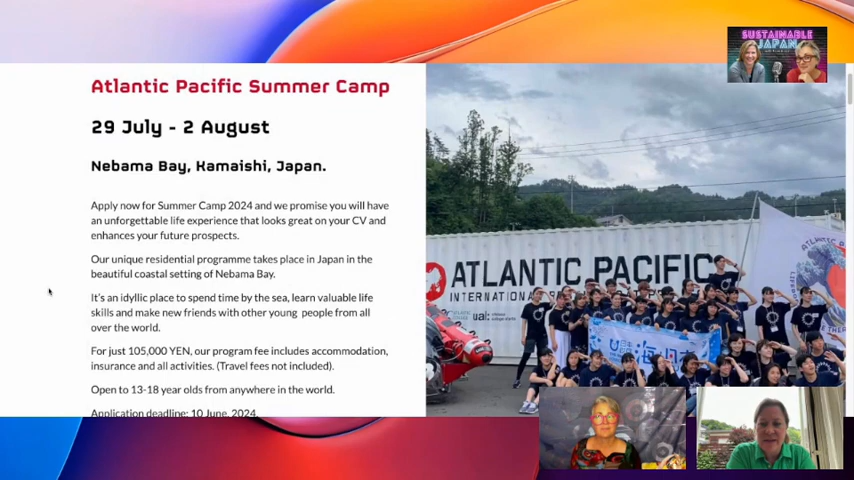 SUSTAINABLE
JAPAN
Atlantic Pacific Summer Camp
29 July - 2 August
Nebama Bay, Kamaishi, Japan.
Apply now for Summer Camp 2024 and we promise you will have
an unforgettable life experience that looks great on your CV and
enhances your future prospects.
Our unique residential programme takes place in Japan in the
beautiful coastal setting of Nebama Bay.
It's an idyllic place to spend time by the sea, learn valuable life
skills and make new friends with other young people from all
over the world.
For just 105,000 YEN, our program fee includes accommodation,
insurance and all activities. (Travel fees not included).
Open to 13-18 year olds from anywhere in the world.
Application deadline: 10 June, 2024.
ATLANTIC PACIFIC
INTERNATIONAL
ual: